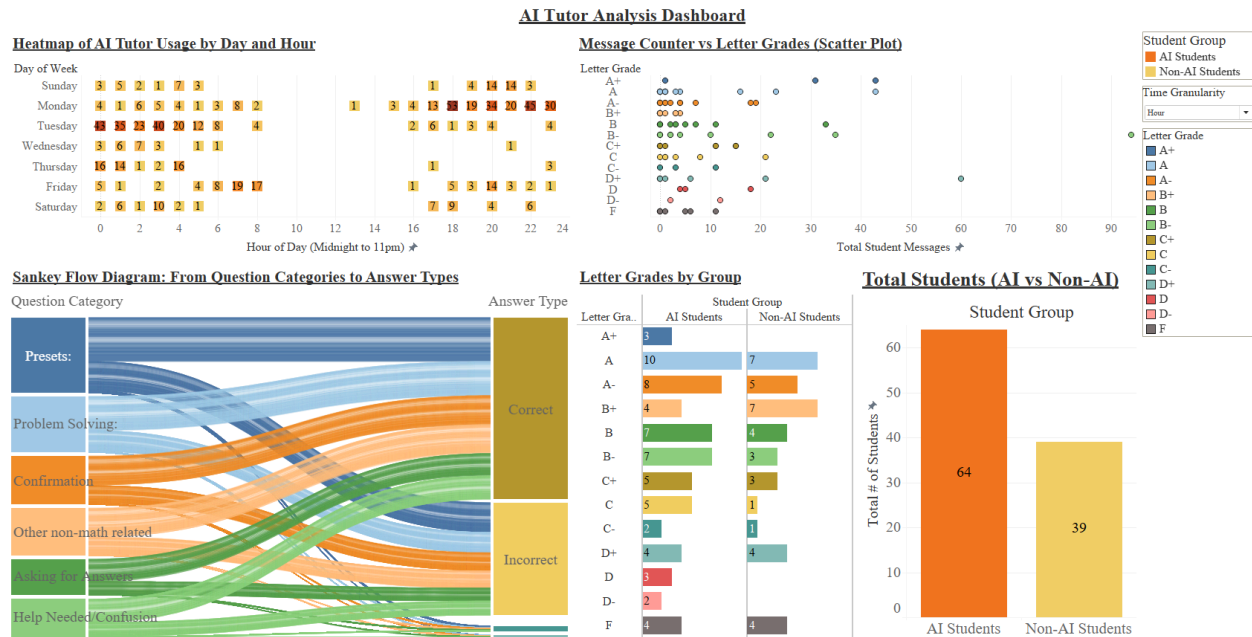 AI Tutor Analysis Dashboard
Heatmap of AI Tutor Usage by Day and Hour
Day of Week
Sunday 3 5 2 1 7 3 1 4 14 14 3
Monday 4 1 6 5 4 1 3 8 2 1 3 4 13 53 19 34 20 45 30
Tuesday 43 35 23 40 20 12 8 4 2 6 1 3 4 4
Wednesday 3 6 7 3 5 1 1
Thursday 16 14 1 2 16 1 3
Friday 5 1 2 4 8 19 17 1 5 3 14 3 2 1
Saturday 2 6 1 10 2 1 7 9 4 6
0 2 4 6 8 10 12 14 16 18 20 22 24
Hour of Day (Midnight to 11pm)
Message Counter vs Letter Grades (Scatter Plot)
Letter Grade
A+
A
A-
B+
B
B-
C+
C
C-
D+
D
D-
F
0 10 20 30 40 50 60 70 80 90
Total Student Messages
Student Group
AI Students
Non-AI Students
Time Granularity
Hour
Letter Grade
A+
A
A-
B+
B
B-
C+
C
C-
D+
D
D-
F
Sankey Flow Diagram: From Question Categories to Answer Types
Question Category
Answer Type
Presets:
Problem Solving:
Confirmation
Other non-math related
Asking for Answers
Help Needed/Confusion
Correct
Incorrect
Letter Grades by Group
Student Group
Letter Gra.. AI Students Non-AI Students
A+ 3
A 10 7
A- 8 5
B+ 4 7
B 7 4
B- 7 3
C+ 5 3
C 5 1
C- 2 1
D+ 4 4
D 3
D- 2
F 4 4
Total Students (AI vs Non-AI)
Student Group
Total # of Students
60
50
40
30
20
10
0
64
39
AI Students Non-AI Students